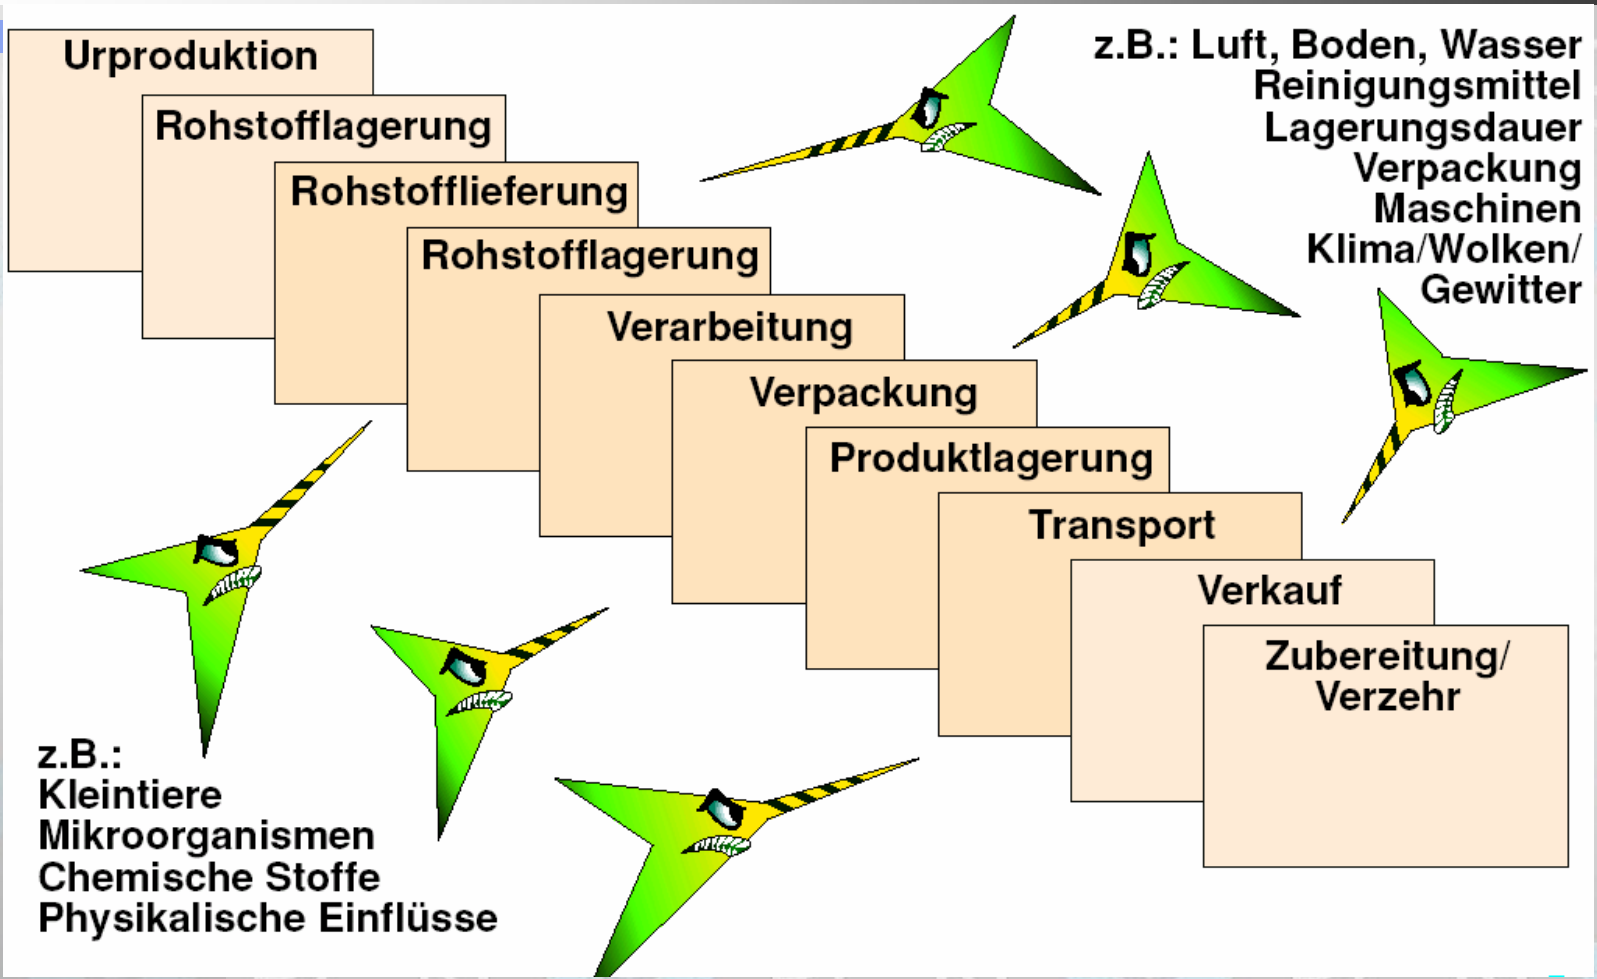 Urproduktion
Rohstofflagerung
Rohstofflieferung
Rohstofflagerung
Verarbeitung
Verpackung
Produktlagerung
Transport
Verkauf
Zubereitung/
Verzehr
z.B.: Luft, Boden, Wasser
Reinigungsmittel
Lagerungsdauer
Verpackung
Maschinen
Klima/Wolken/
Gewitter
z.B.:
Kleintiere
Mikroorganismen
Chemische Stoffe
Physikalische Einflüsse